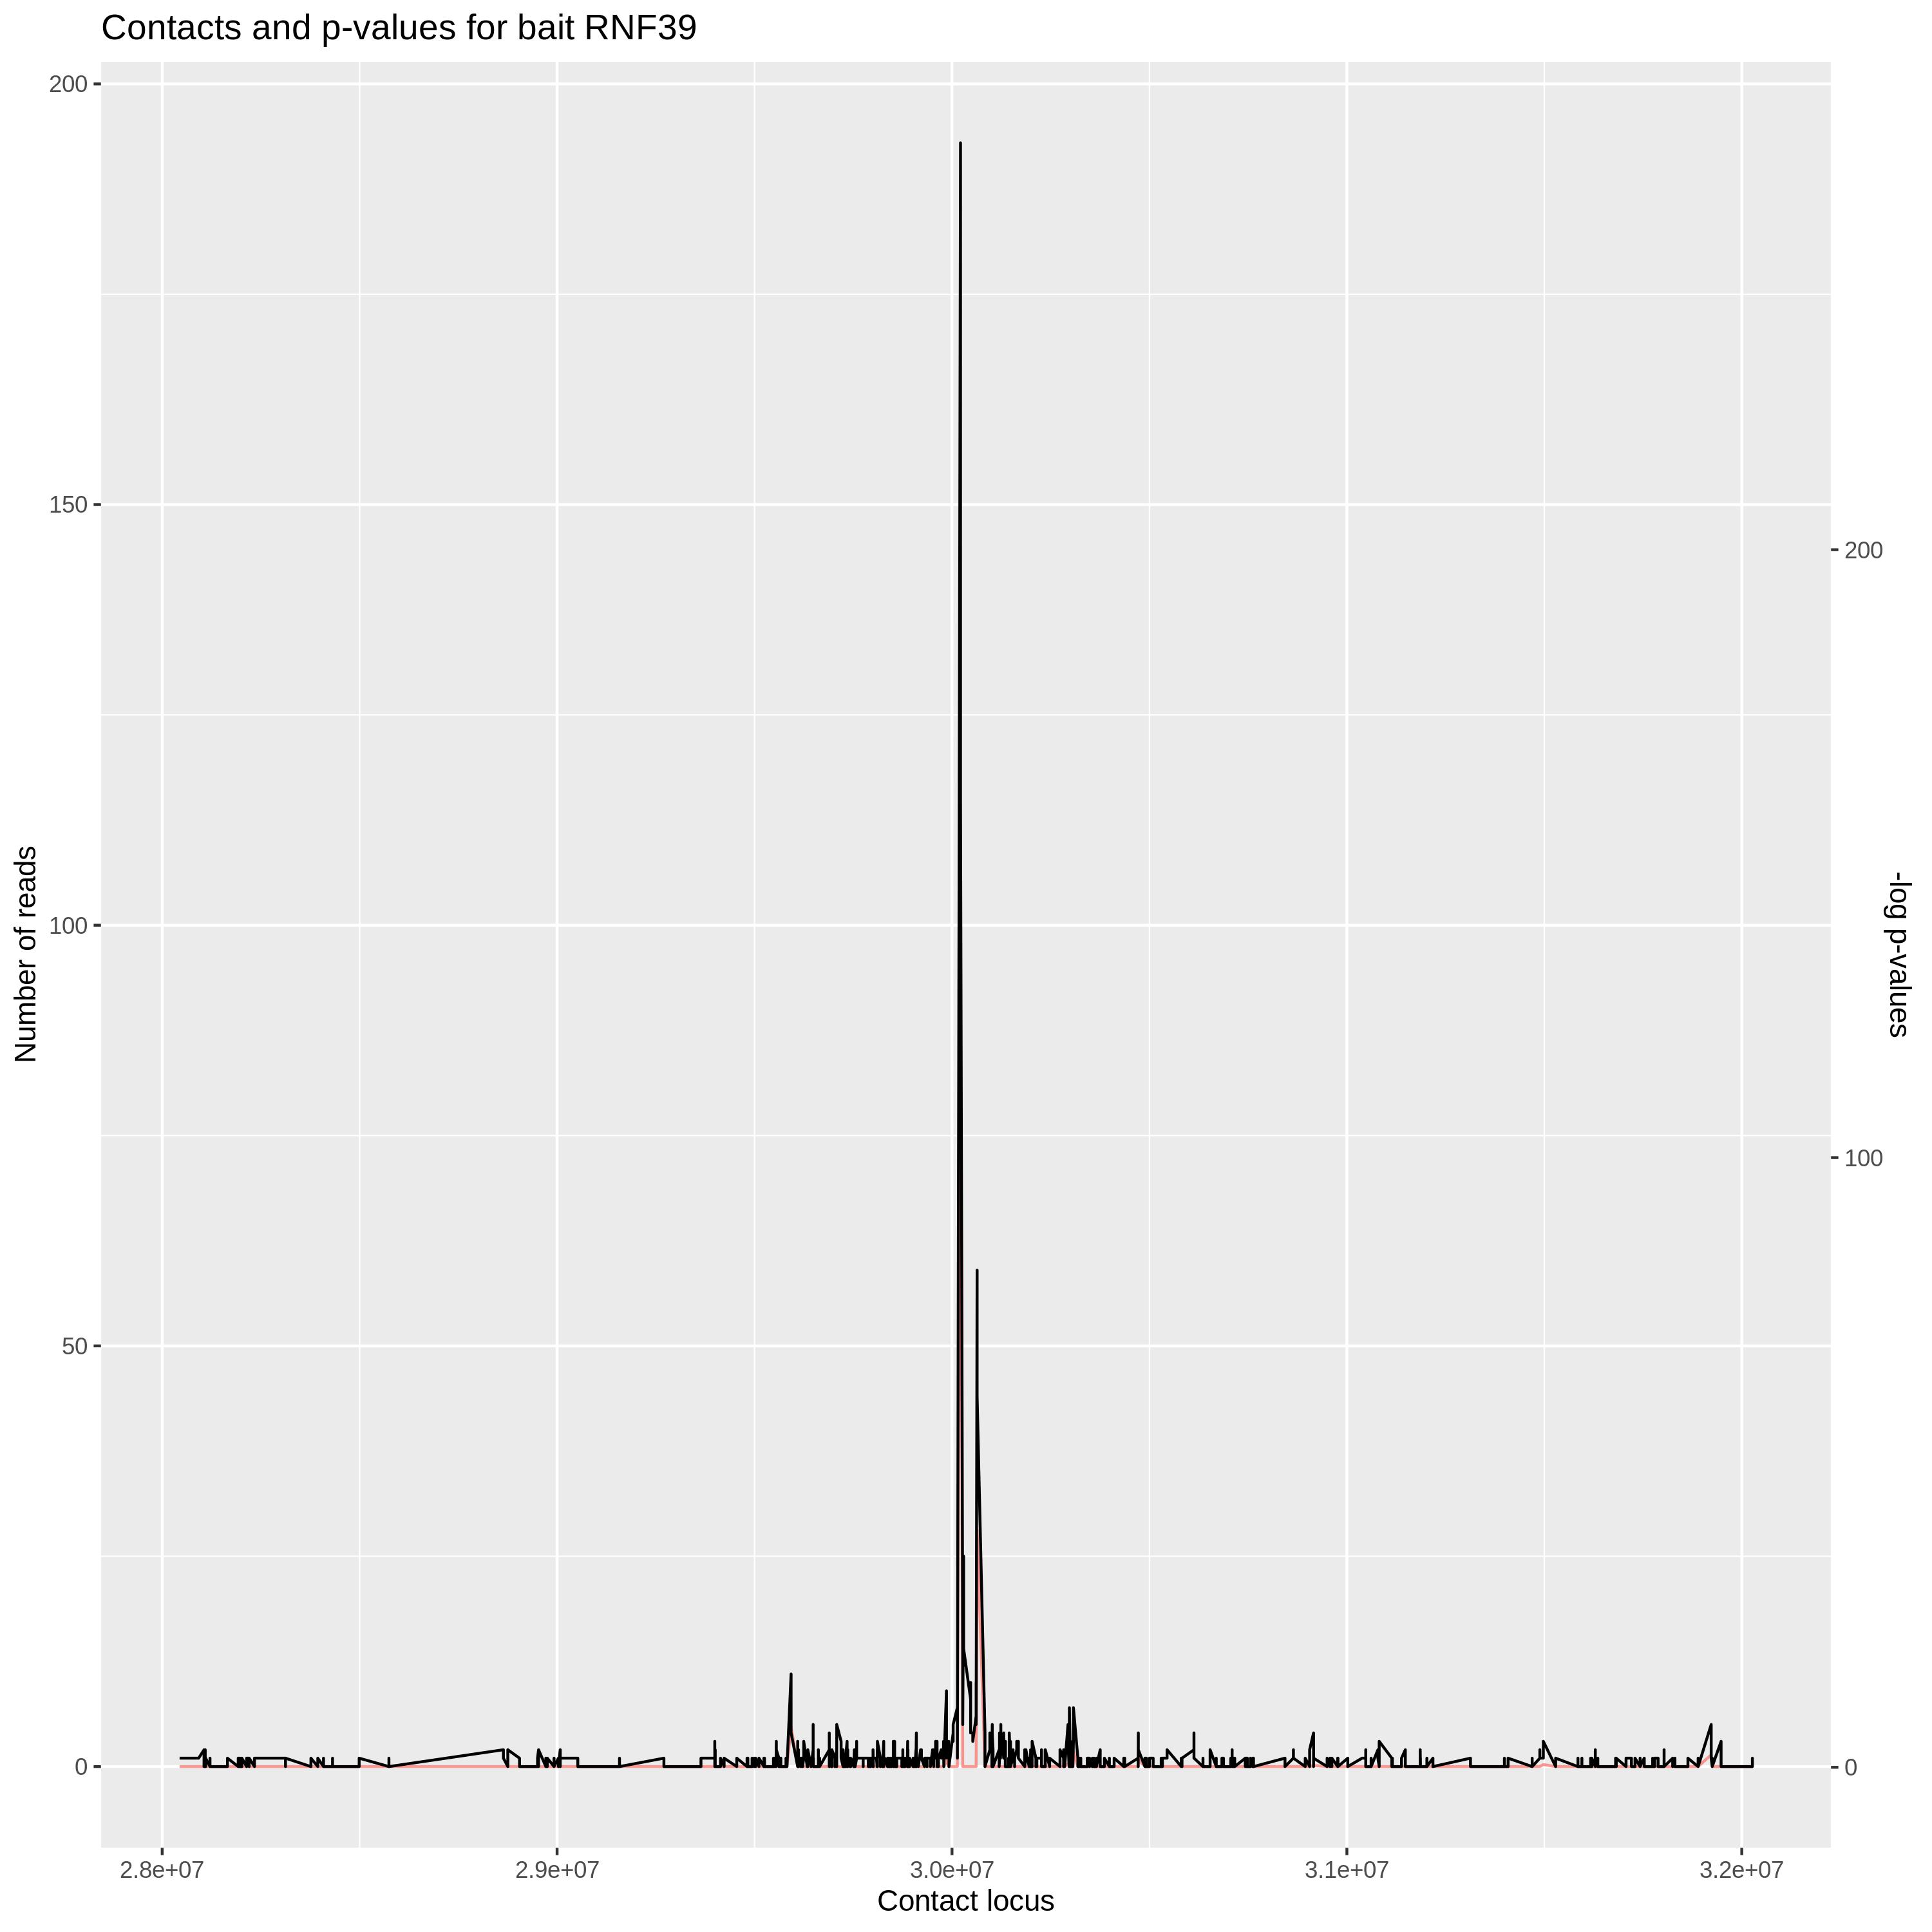 Contacts and p-values for bait RNF39
200
150
100
50
0
Number of reads
200
100
0
-log p-values
2.8e+07 2.9e+07 3.0e+07 3.1e+07 3.2e+07
Contact locus